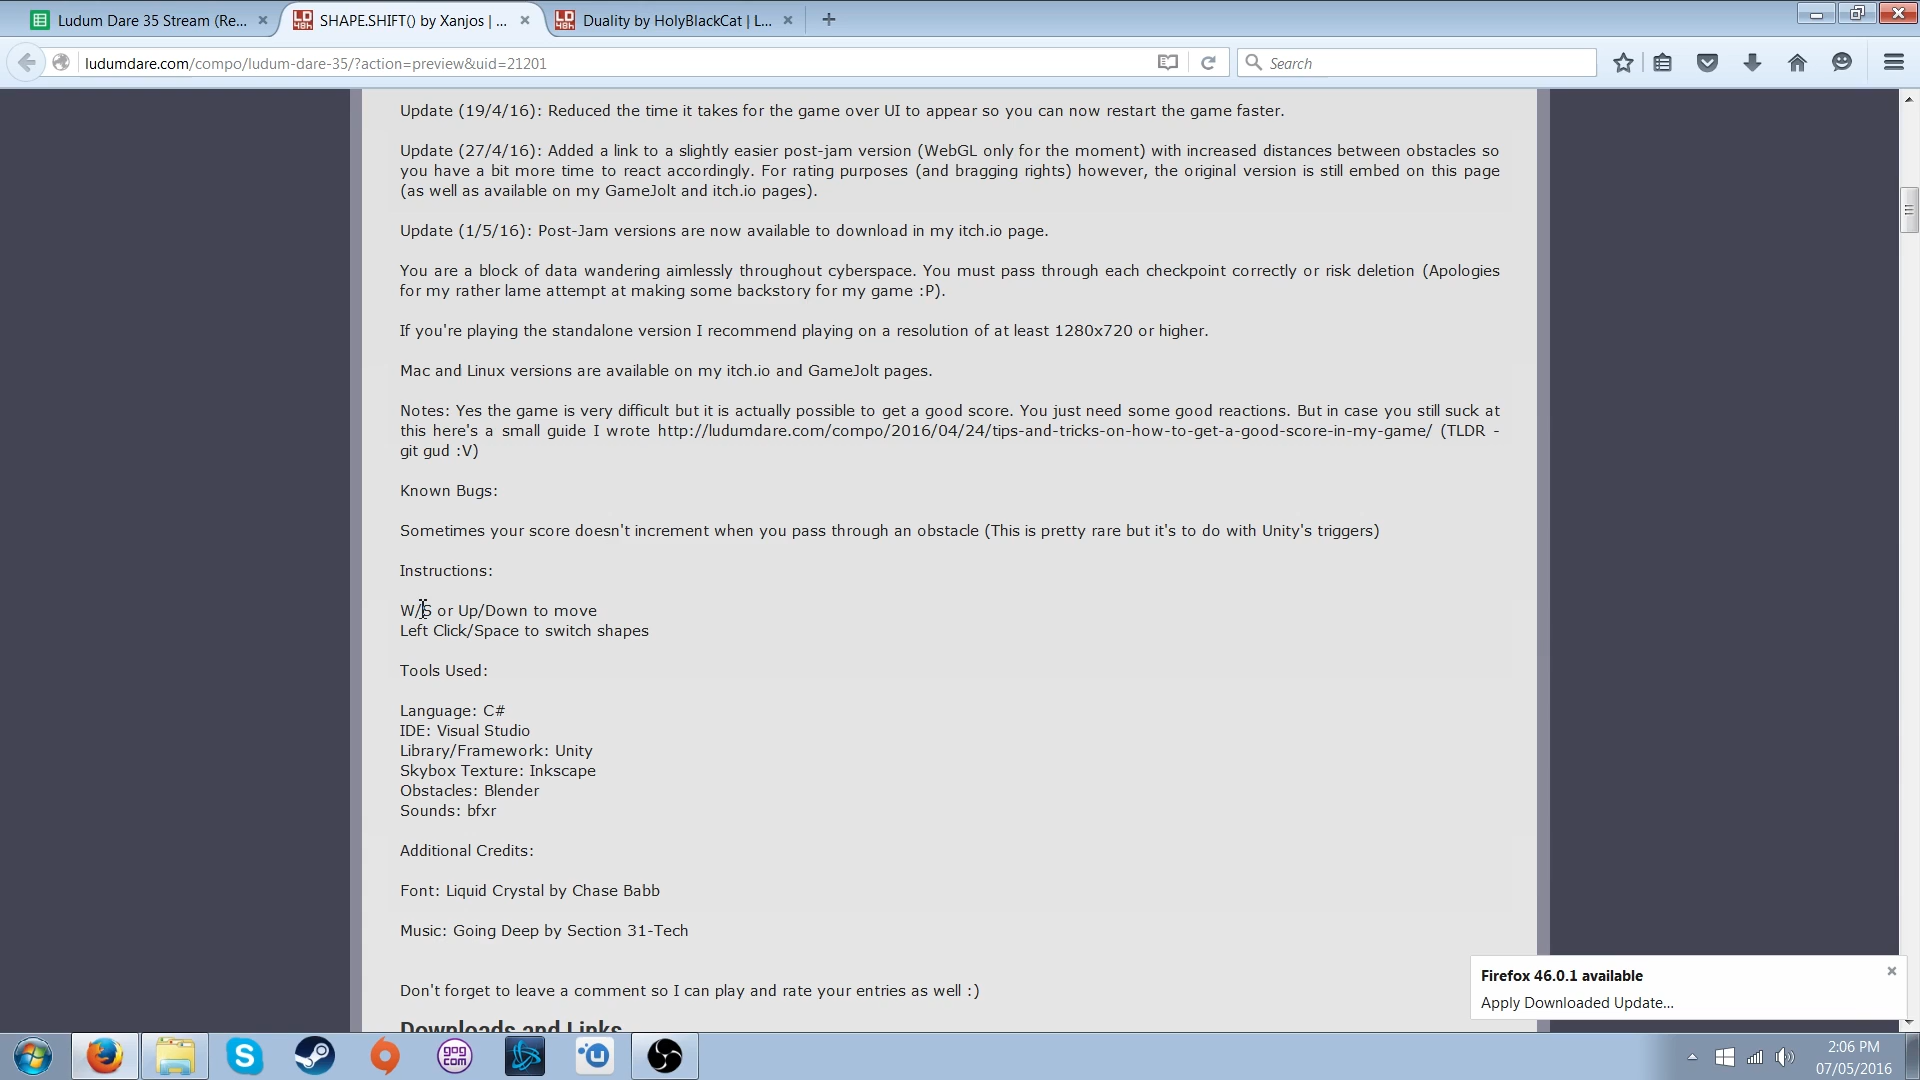 Ludum Dare 35 Stream (Re...
SHAPE.SHIFT() by Xanjos | ...
Duality by HolyBlackCat | L...
ludumdare.com/compo/ludum-dare-35/?action=preview&uid=21201
Search
Update (19/4/16): Reduced the time it takes for the game over UI to appear so you can now restart the game faster.
Update (27/4/16): Added a link to a slightly easier post-jam version (WebGL only for the moment) with increased distances between obstacles so
you have a bit more time to react accordingly. For rating purposes (and bragging rights) however, the original version is still embed on this page
(as well as available on my GameJolt and itch.io pages).
Update (1/5/16): Post-Jam versions are now available to download in my itch.io page.
You are a block of data wandering aimlessly throughout cyberspace. You must pass through each checkpoint correctly or risk deletion (Apologies
for my rather lame attempt at making some backstory for my game :P).
If you're playing the standalone version I recommend playing on a resolution of at least 1280x720 or higher.
Mac and Linux versions are available on my itch.io and GameJolt pages.
Notes: Yes the game is very difficult but it is actually possible to get a good score. You just need some good reactions. But in case you still suck at
this here's a small guide I wrote http://ludumdare.com/compo/2016/04/24/tips-and-tricks-on-how-to-get-a-good-score-in-my-game/ (TLDR -
git gud :V)
Known Bugs:
Sometimes your score doesn't increment when you pass through an obstacle (This is pretty rare but it's to do with Unity's triggers)
Instructions:
W/S or Up/Down to move
Left Click/Space to switch shapes
Tools Used:
Language: C#
IDE: Visual Studio
Library/Framework: Unity
Skybox Texture: Inkscape
Obstacles: Blender
Sounds: bfxr
Additional Credits:
Font: Liquid Crystal by Chase Babb
Music: Going Deep by Section 31-Tech
Don't forget to leave a comment so I can play and rate your entries as well :)
Downloads and Links
Firefox 46.0.1 available
Apply Downloaded Update...
2:06 PM
07/05/2016